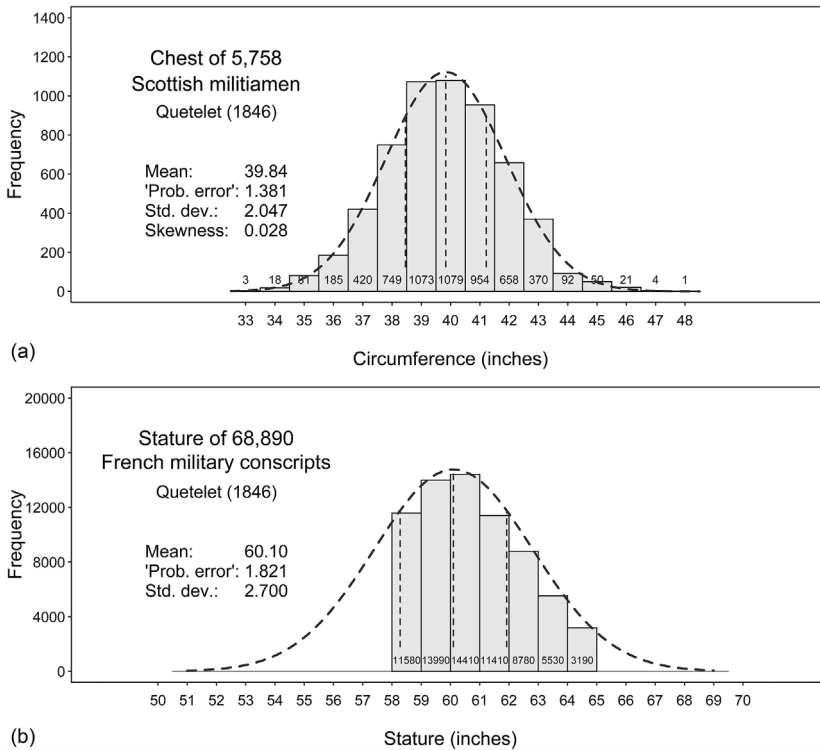 1400
Chest of 5,758
Scottish militiamen
Quetelet (1846)
Mean: 39.84
'Prob. error': 1.381
Std. dev.: 2.047
Skewness: 0.028
1200
1000
800
600
400
200
0
Frequency
3 18 81 185 420 749 1073 1079 954 658 370 92 50 21 4 1
33 34 35 36 37 38 39 40 41 42 43 44 45 46 47 48
(a)
Circumference (inches)
20000
Stature of 68,890
French military conscripts
Quetelet (1846)
Mean: 60.10
'Prob. error': 1.821
Std. dev.: 2.700
16000
12000
8000
4000
0
Frequency
11580 13990 14410 11410 8780 5530 3190
50 51 52 53 54 55 56 57 58 59 60 61 62 63 64 65 66 67 68 69 70
(b)
Stature (inches)